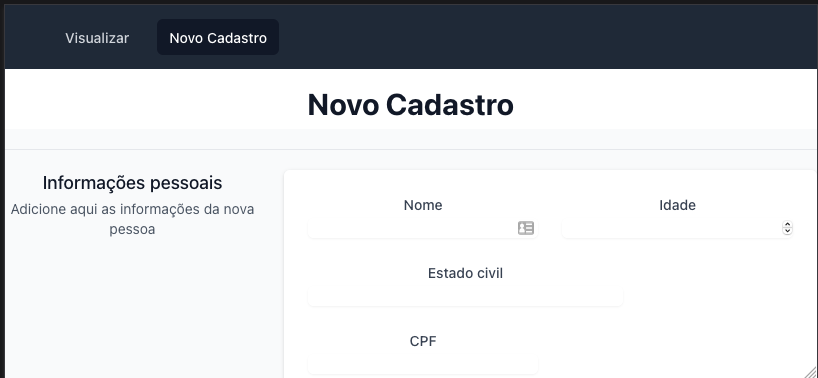 Visualizar
Novo Cadastro
Novo Cadastro
Informações pessoais
Adicione aqui as informações da nova
pessoa
Nome
Idade
Estado civil
CPF